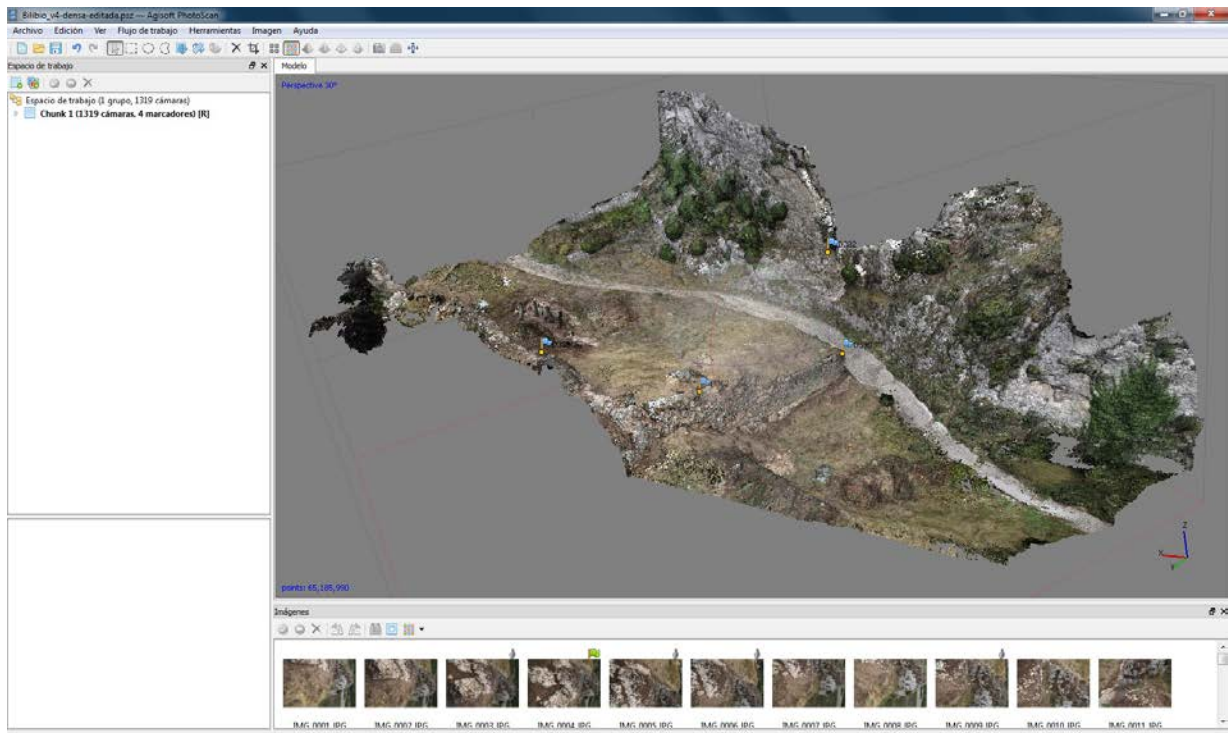 Bilibio_v4-densa-editada.psz — Agisoft PhotoScan
Archivo Edición Ver Flujo de trabajo Herramientas Imagen Ayuda
Espacio de trabajo
Modelo
Espacio de trabajo (1 grupo, 1319 cámaras)
Chunk 1 (1319 cámaras, 4 marcadores) [R]
Perspectiva 30°
Z
X
Y
points: 65,185,990
Imágenes
IMG_0001.JPG IMG_0002.JPG IMG_0003.JPG IMG_0004.JPG IMG_0005.JPG IMG_0006.JPG IMG_0007.JPG IMG_0008.JPG IMG_0009.JPG IMG_0010.JPG IMG_0011.JPG